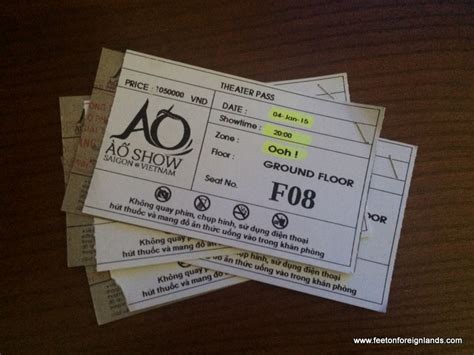 THEATER PASS
PRICE : 1050000 VND
DATE : 04-Jan-15
Showtime : 20:00
Zone : Ooh !
Floor : GROUND FLOOR
Seat No. F08
ÀO
À Ố SHOW
SAIGON VIETNAM
Không quay phim, chụp hình, sử dụng điện thoại
hút thuốc và mang đồ ăn thức uống vào trong khán phòng
Không quay phim, chụp hình, sử dụng điện thoại
hút thuốc và mang đồ ăn thức uống vào trong khán phòng
Không quay phim, chụp hình, sử dụng điện thoại
hút thuốc và mang đồ ăn thức uống vào trong khán phòng
www.feetonforeignlands.com